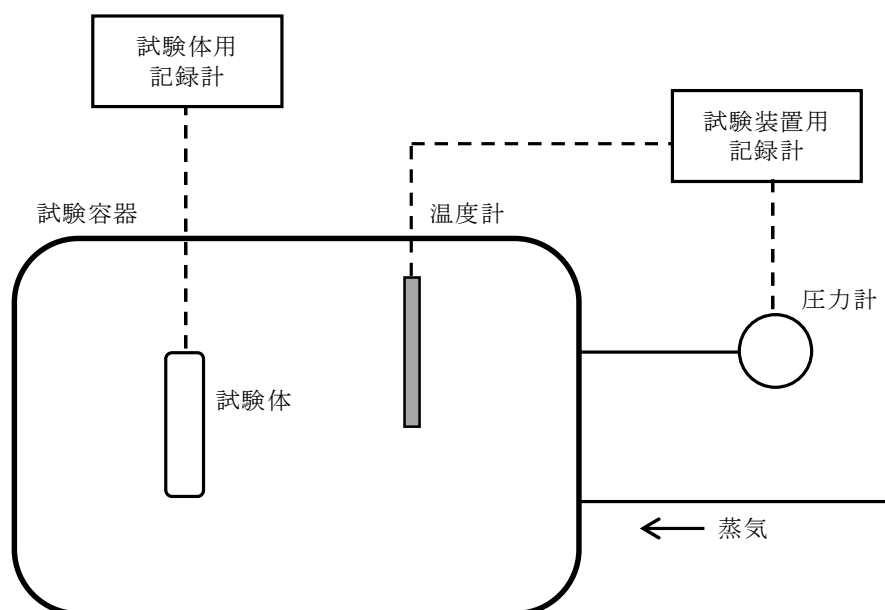 試験体用
記録計
試験装置用
記録計
試験容器
温度計
圧力計
試験体
蒸気